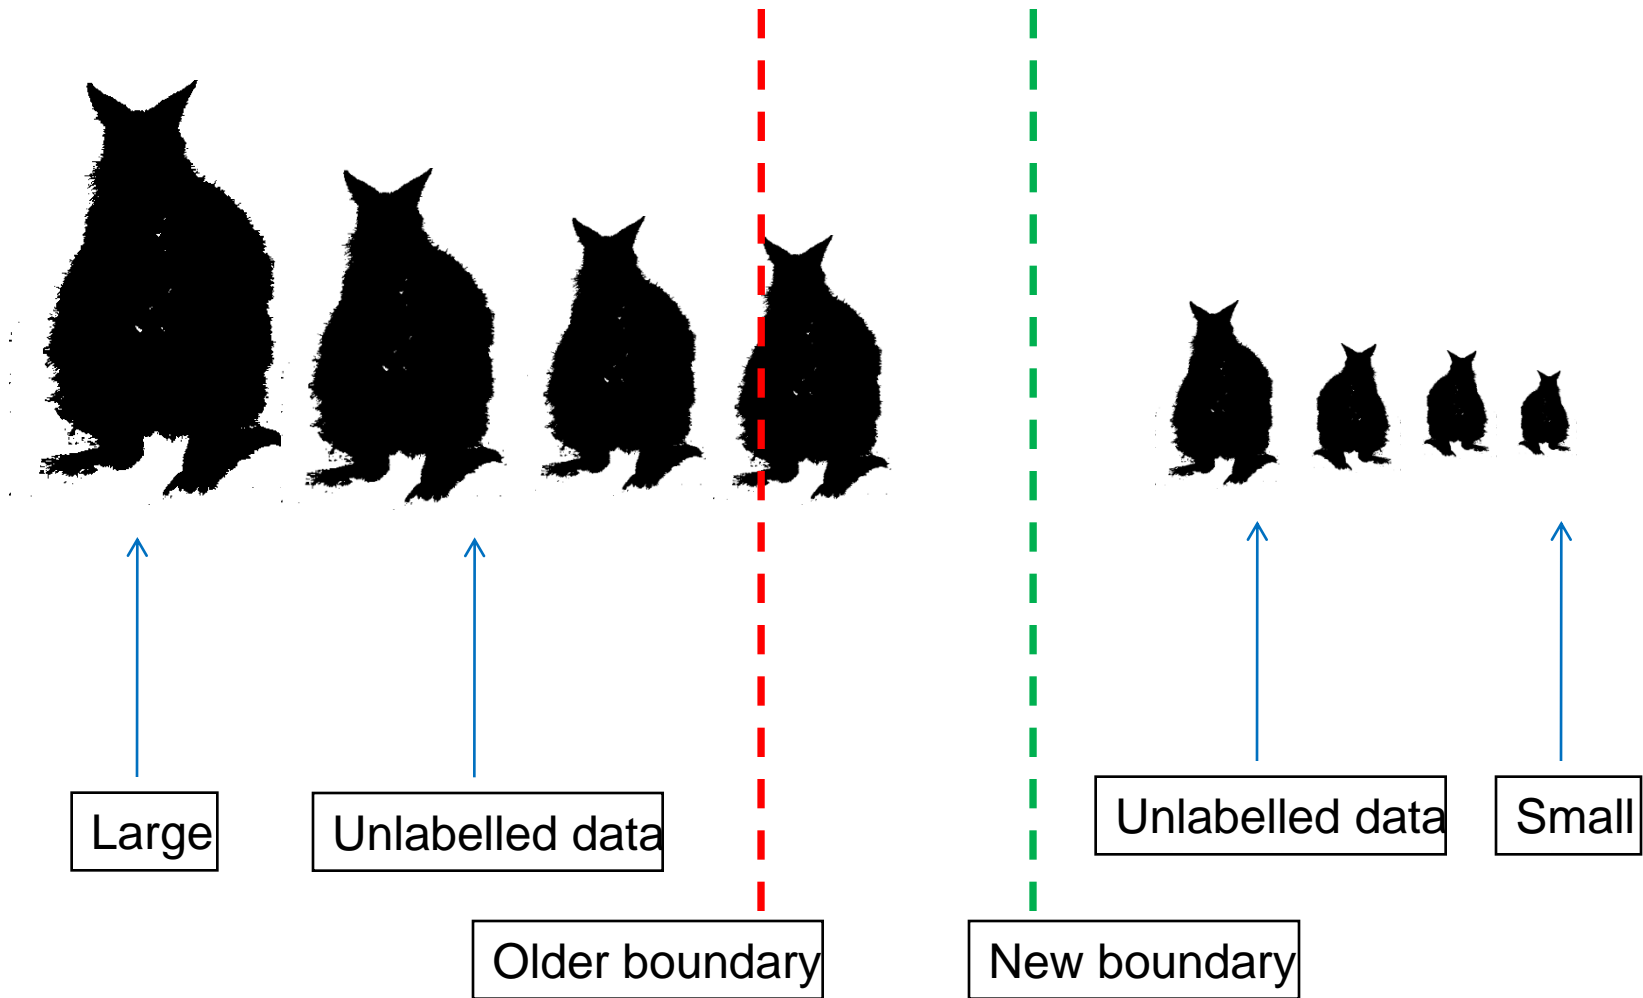 Large
Unlabelled data
Unlabelled data
Small
Older boundary
New boundary